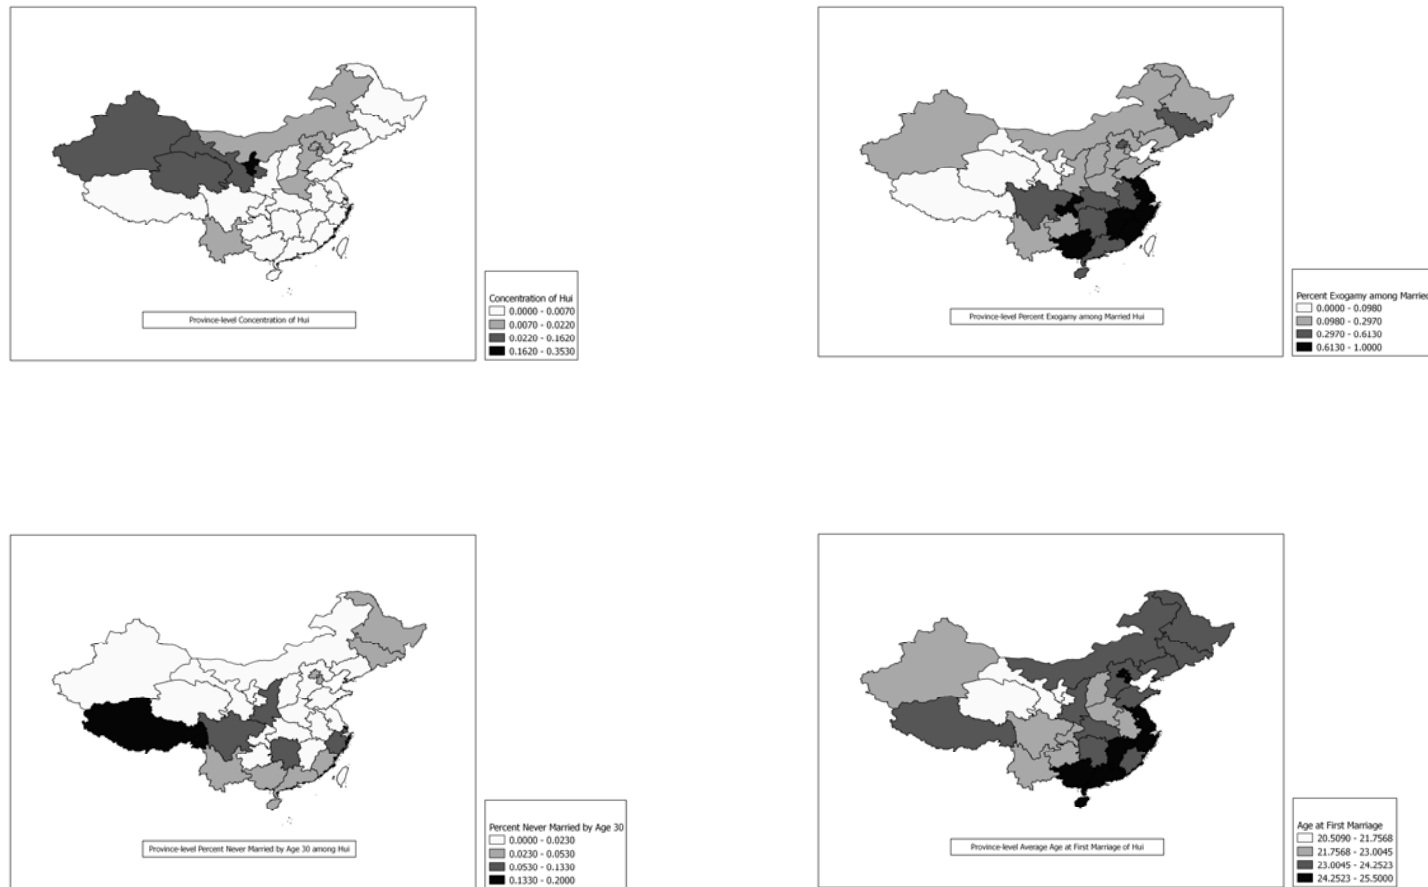 Concentration of Hui
0.0000 - 0.0070
0.0070 - 0.0220
0.0220 - 0.1620
0.1620 - 0.3530
Province-level Concentration of Hui
Percent Exogamy among Married
0.0000 - 0.0980
0.0980 - 0.2970
0.2970 - 0.6130
0.6130 - 1.0000
Province-level Percent Exogamy among Married Hui
Percent Never Married by Age 30
0.0000 - 0.0230
0.0230 - 0.0530
0.0530 - 0.1330
0.1330 - 0.2000
Province-level Percent Never Married by Age 30 among Hui
Age at First Marriage
20.5090 - 21.7568
21.7568 - 23.0045
23.0045 - 24.2523
24.2523 - 25.5000
Province-level Average Age at First Marriage of Hui